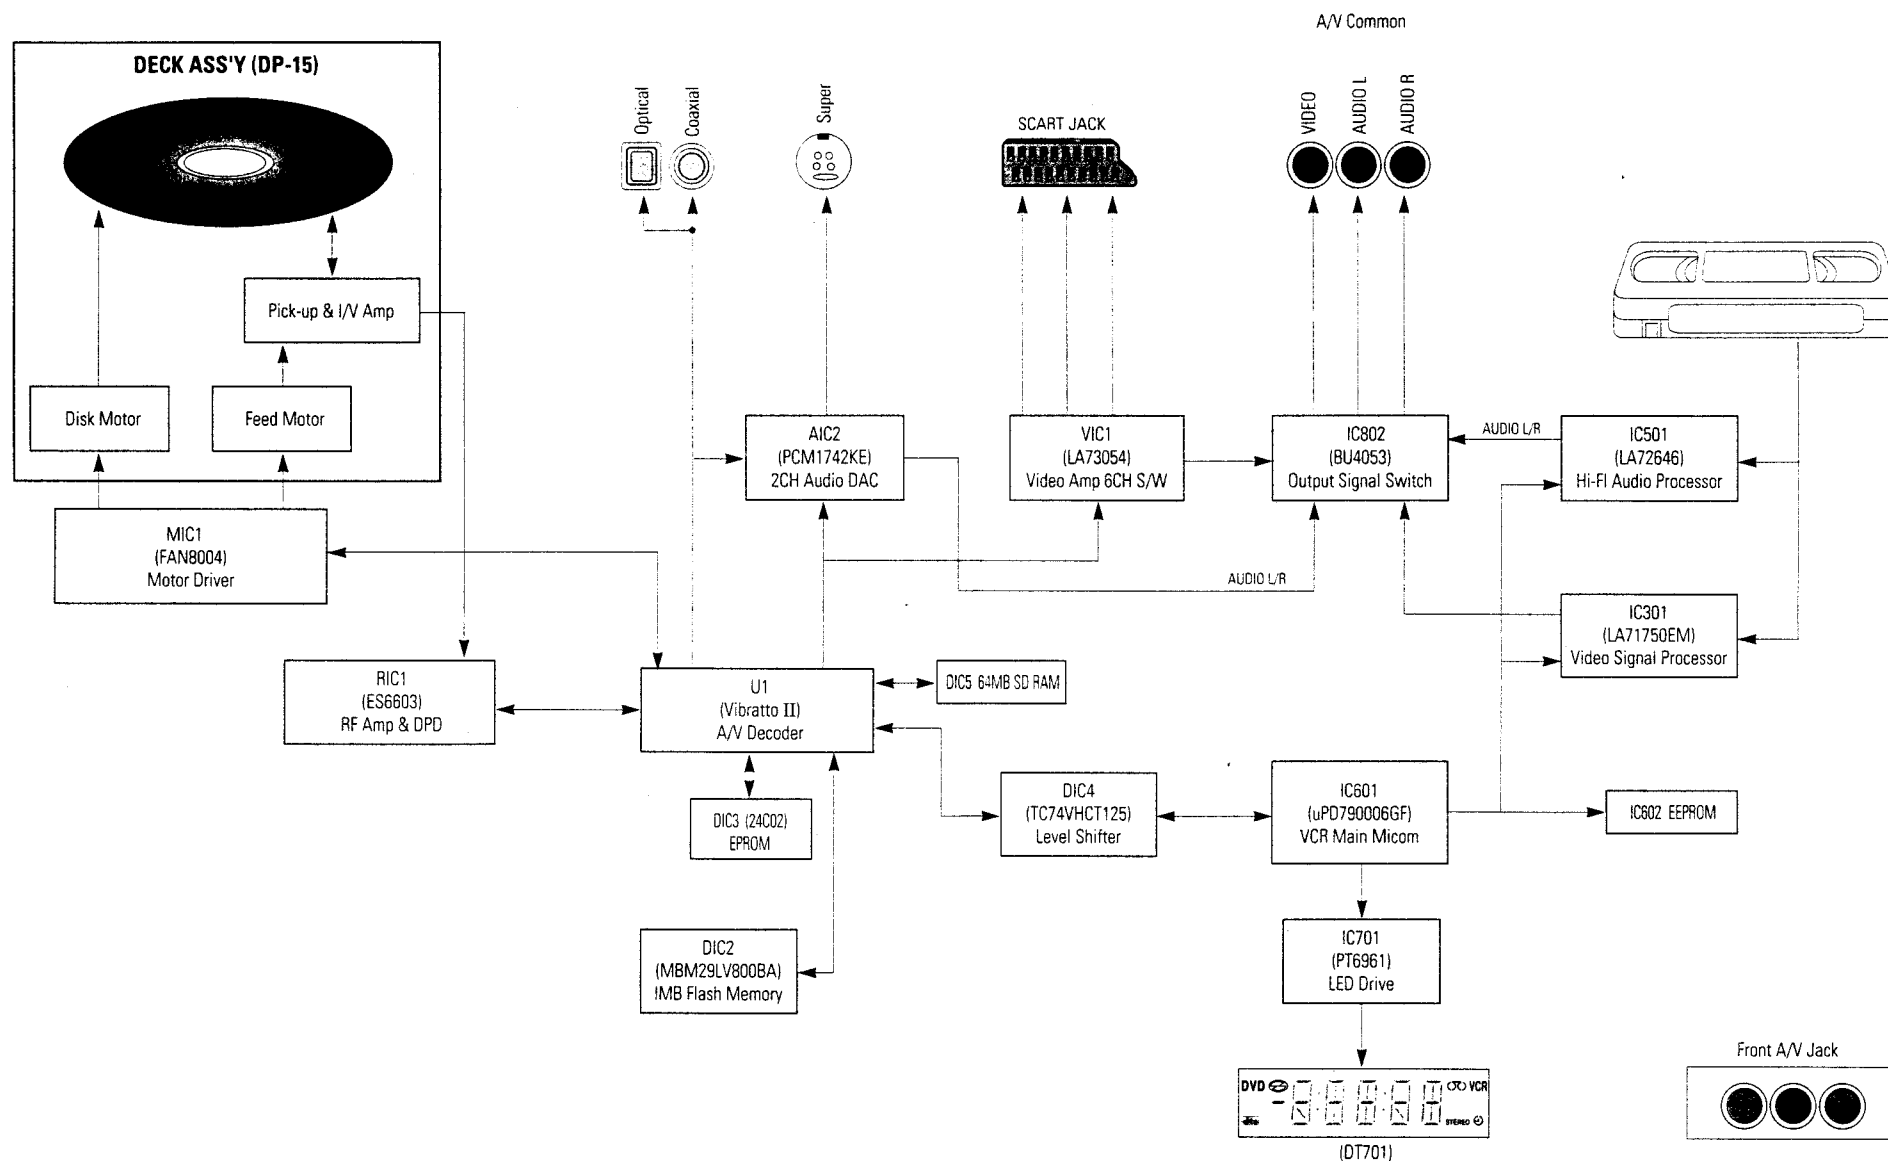 A/V Common
DECK ASS'Y (DP-15)
Optical
Coaxial
Super
SCART JACK
VIDEO
AUDIO L
AUDIO R
Pick-up & I/V Amp
Disk Motor
Feed Motor
AIC2
(PCM1742KE)
2CH Audio DAC
VIC1
(LA73054)
Video Amp 6CH S/W
IC802
(BU4053)
Output Signal Switch
AUDIO L/R
IC501
(LA72646)
Hi-FI Audio Processor
MIC1
(FAN8004)
Motor Driver
AUDIO L/R
IC301
(LA71750EM)
Video Signal Processor
RIC1
(ES6603)
RF Amp & DPD
U1
(Vibratto II)
A/V Decoder
DIC5 64MB SD RAM
DIC3 (24C02)
EPROM
DIC4
(TC74VHCT125)
Level Shifter
IC601
(uPD790006GF)
VCR Main Micom
IC602 EEPROM
DIC2
(MBM29LV800BA)
IMB Flash Memory
IC701
(PT6961)
LED Drive
DVD
VCR
dts
STEREO
(DT701)
Front A/V Jack